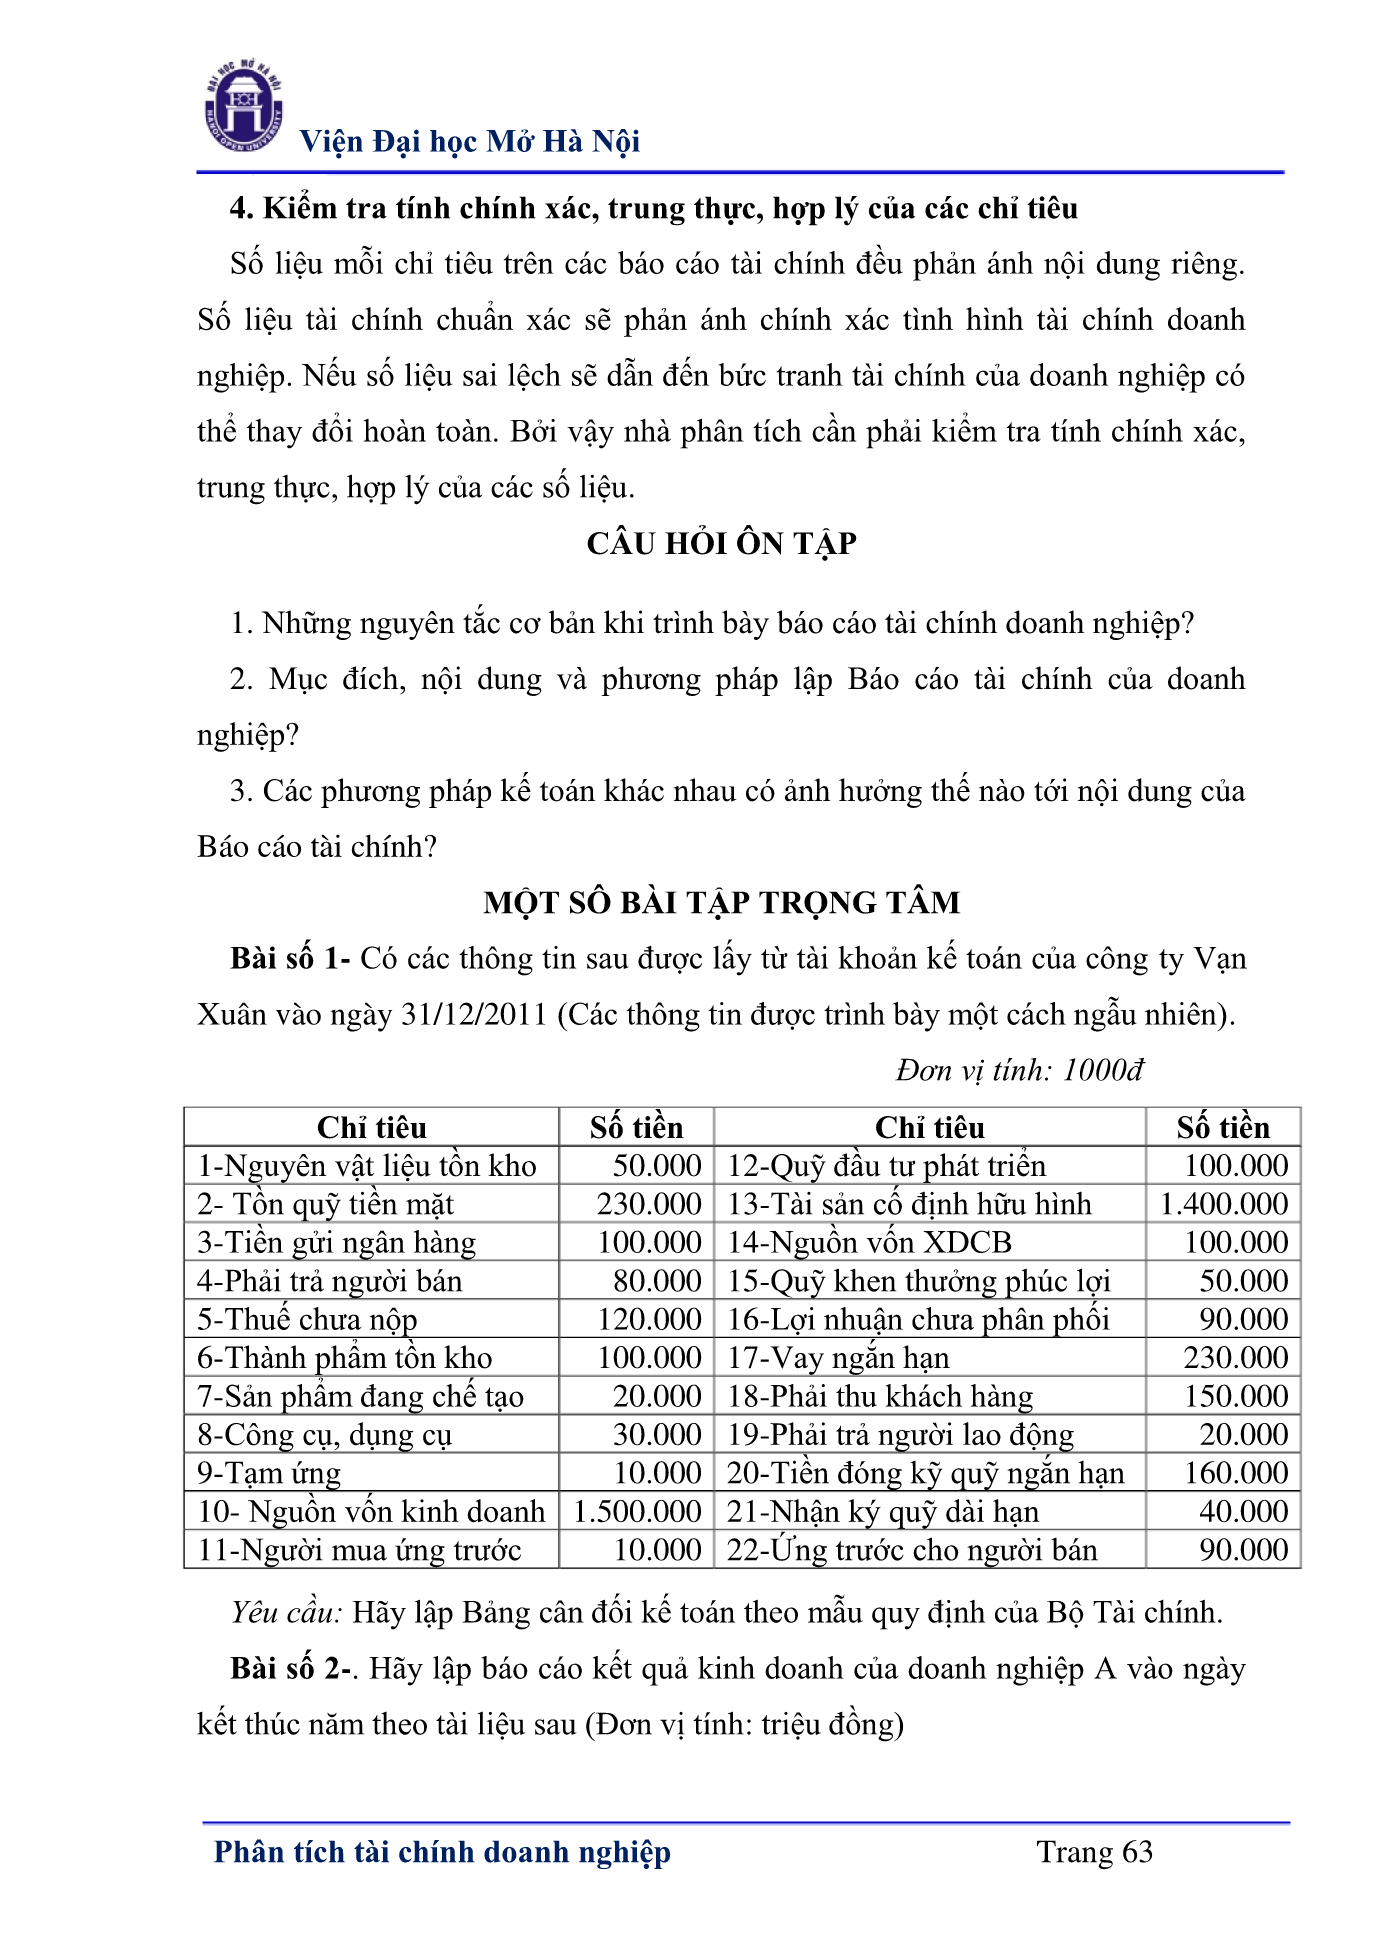 ĐẠI HỌC MỞ HÀ NỘI
HANOI OPEN UNIVERSITY
Viện Đại học Mở Hà Nội
4. Kiểm tra tính chính xác, trung thực, hợp lý của các chỉ tiêu
Số liệu mỗi chỉ tiêu trên các báo cáo tài chính đều phản ánh nội dung riêng.
Số liệu tài chính chuẩn xác sẽ phản ánh chính xác tình hình tài chính doanh
nghiệp. Nếu số liệu sai lệch sẽ dẫn đến bức tranh tài chính của doanh nghiệp có
thể thay đổi hoàn toàn. Bởi vậy nhà phân tích cần phải kiểm tra tính chính xác,
trung thực, hợp lý của các số liệu.
CÂU HỎI ÔN TẬP
1. Những nguyên tắc cơ bản khi trình bày báo cáo tài chính doanh nghiệp?
2. Mục đích, nội dung và phương pháp lập Báo cáo tài chính của doanh
nghiệp?
3. Các phương pháp kế toán khác nhau có ảnh hưởng thế nào tới nội dung của
Báo cáo tài chính?
MỘT SÔ BÀI TẬP TRỌNG TÂM
Bài số 1- Có các thông tin sau được lấy từ tài khoản kế toán của công ty Vạn
Xuân vào ngày 31/12/2011 (Các thông tin được trình bày một cách ngẫu nhiên).
Đơn vị tính: 1000đ
Chỉ tiêu Số tiền Chỉ tiêu Số tiền
1-Nguyên vật liệu tồn kho 50.000 12-Quỹ đầu tư phát triển 100.000
2- Tồn quỹ tiền mặt 230.000 13-Tài sản cố định hữu hình 1.400.000
3-Tiền gửi ngân hàng 100.000 14-Nguồn vốn XDCB 100.000
4-Phải trả người bán 80.000 15-Quỹ khen thưởng phúc lợi 50.000
5-Thuế chưa nộp 120.000 16-Lợi nhuận chưa phân phối 90.000
6-Thành phẩm tồn kho 100.000 17-Vay ngắn hạn 230.000
7-Sản phẩm đang chế tạo 20.000 18-Phải thu khách hàng 150.000
8-Công cụ, dụng cụ 30.000 19-Phải trả người lao động 20.000
9-Tạm ứng 10.000 20-Tiền đóng kỹ quỹ ngắn hạn 160.000
10- Nguồn vốn kinh doanh 1.500.000 21-Nhận ký quỹ dài hạn 40.000
11-Người mua ứng trước 10.000 22-Ứng trước cho người bán 90.000
Yêu cầu: Hãy lập Bảng cân đối kế toán theo mẫu quy định của Bộ Tài chính.
Bài số 2-. Hãy lập báo cáo kết quả kinh doanh của doanh nghiệp A vào ngày
kết thúc năm theo tài liệu sau (Đơn vị tính: triệu đồng)
Phân tích tài chính doanh nghiệp Trang 63